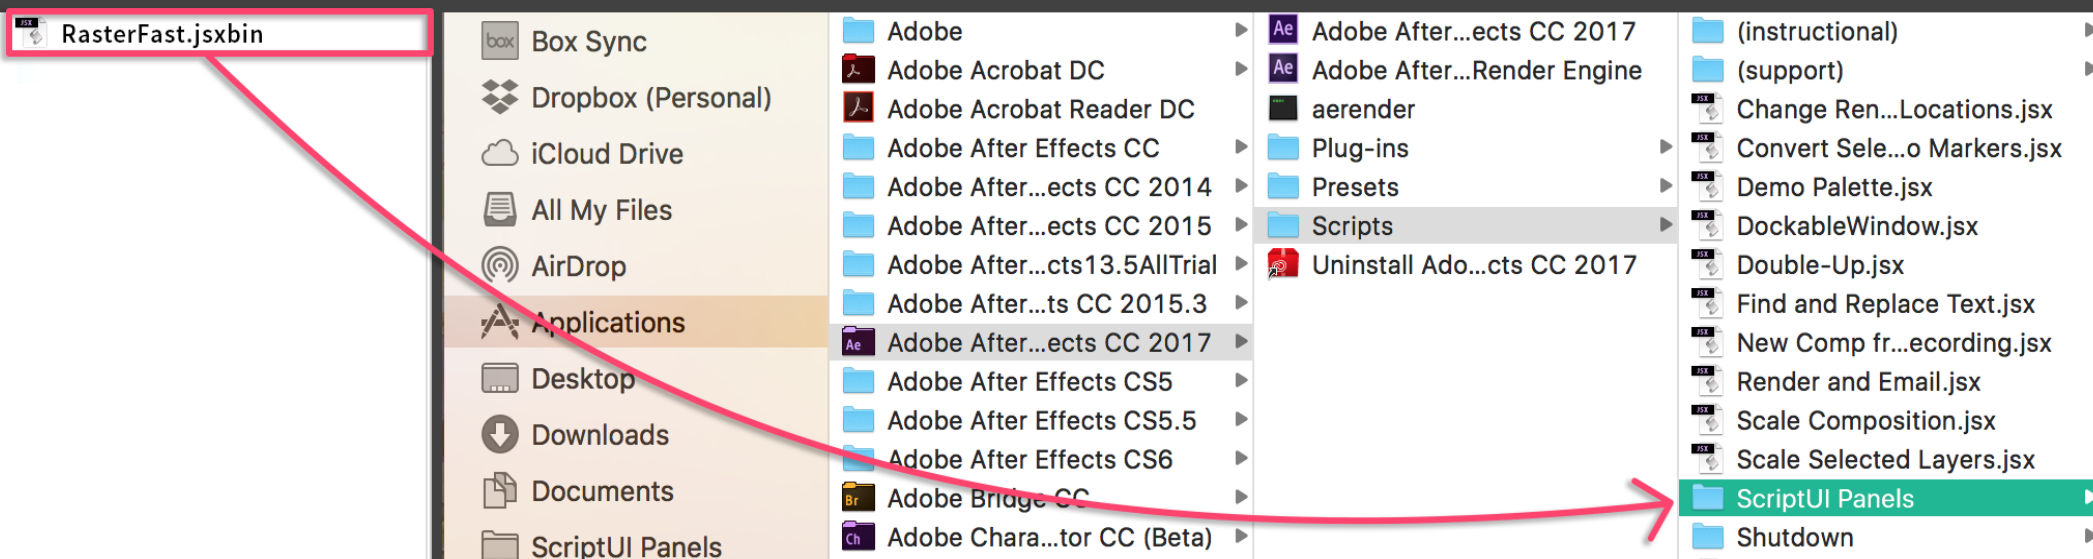 RasterFast.jsxbin
Box Sync
Dropbox (Personal)
iCloud Drive
All My Files
AirDrop
Applications
Desktop
Downloads
Documents
ScriptUI Panels
Adobe
Adobe Acrobat DC
Adobe Acrobat Reader DC
Adobe After Effects CC
Adobe After...ects CC 2014
Adobe After...ects CC 2015
Adobe After...cts13.5AllTrial
Adobe After...ts CC 2015.3
Adobe After...ects CC 2017
Adobe After Effects CS5
Adobe After Effects CS5.5
Adobe After Effects CS6
Adobe Bridge CC
Adobe Chara...tor CC (Beta)
Adobe After...ects CC 2017
Adobe After...Render Engine
aerender
Plug-ins
Presets
Scripts
Uninstall Ado...cts CC 2017
(instructional)
(support)
Change Ren...Locations.jsx
Convert Sele...o Markers.jsx
Demo Palette.jsx
DockableWindow.jsx
Double-Up.jsx
Find and Replace Text.jsx
New Comp fr...ecording.jsx
Render and Email.jsx
Scale Composition.jsx
Scale Selected Layers.jsx
ScriptUI Panels
Shutdown